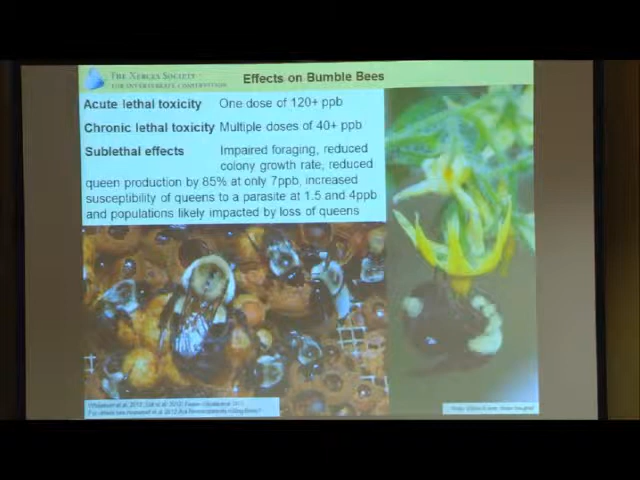 THE XERCES SOCIETY
FOR INVERTEBRATE CONSERVATION
Effects on Bumble Bees
Acute lethal toxicity One dose of 120+ ppb
Chronic lethal toxicity Multiple doses of 40+ ppb
Sublethal effects Impaired foraging, reduced
colony growth rate, reduced
queen production by 85% at only 7ppb, increased
susceptibility of queens to a parasite at 1.5 and 4ppb
and populations likely impacted by loss of queens